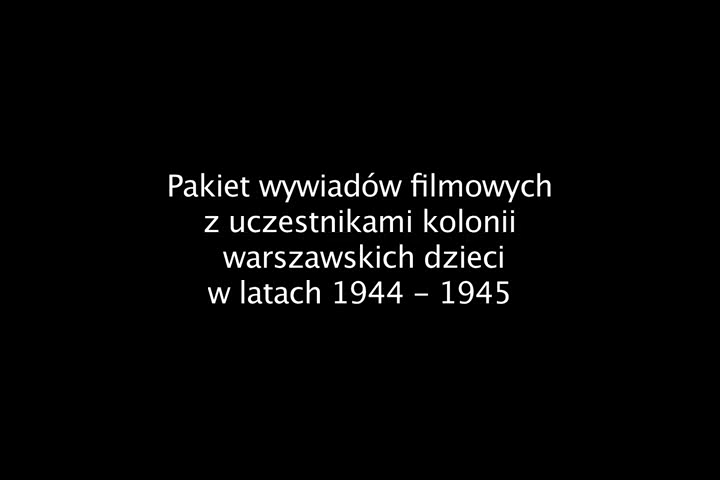 Pakiet wywiadów filmowych
z uczestnikami kolonii
warszawskich dzieci
w latach 1944 – 1945